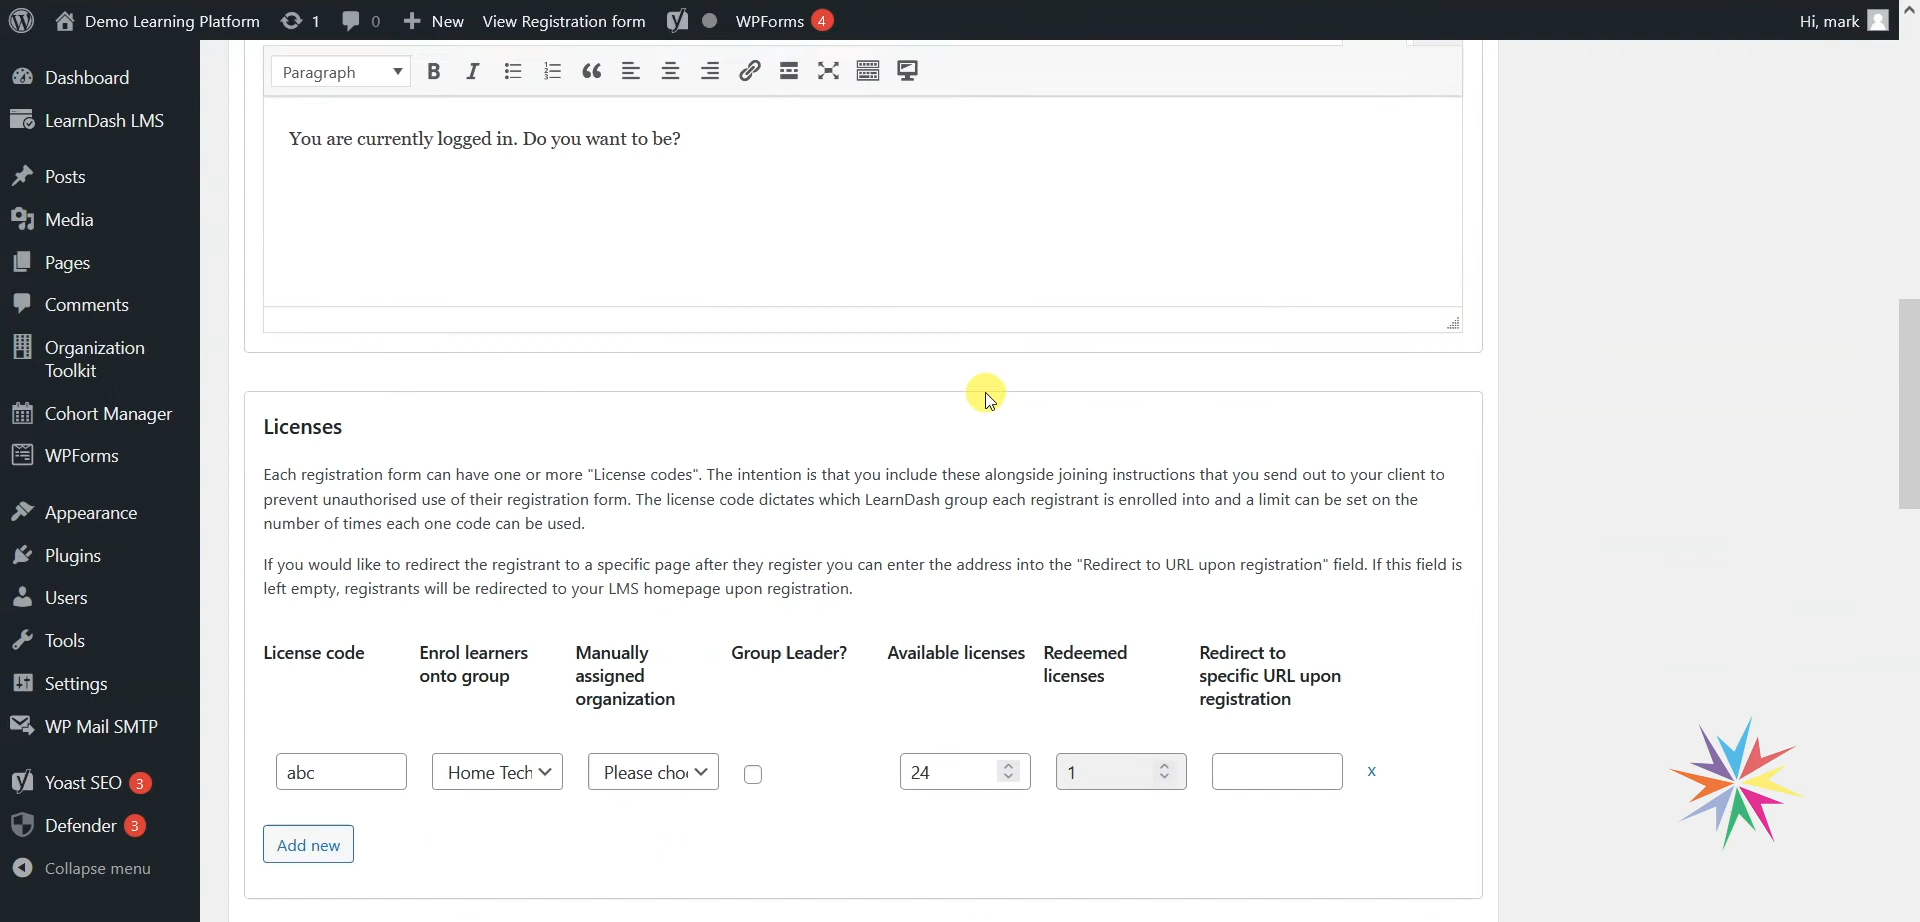 Demo Learning Platform 1 0 New View Registration form WPForms 4 Hi, mark
Dashboard
LearnDash LMS
Posts
Media
Pages
Comments
Organization
Toolkit
Cohort Manager
WPForms
Appearance
Plugins
Users
Tools
Settings
WP Mail SMTP
Yoast SEO 3
Defender 3
Collapse menu
Paragraph
You are currently logged in. Do you want to be?
Licenses
Each registration form can have one or more "License codes". The intention is that you include these alongside joining instructions that you send out to your client to
prevent unauthorised use of their registration form. The license code dictates which LearnDash group each registrant is enrolled into and a limit can be set on the
number of times each one code can be used.
If you would like to redirect the registrant to a specific page after they register you can enter the address into the "Redirect to URL upon registration" field. If this field is
left empty, registrants will be redirected to your LMS homepage upon registration.
License code
Enrol learners
onto group
Manually
assigned
organization
Group Leader?
Available licenses
Redeemed
licenses
Redirect to
specific URL upon
registration
abc Home Tech Please cho 24 1 x
Add new